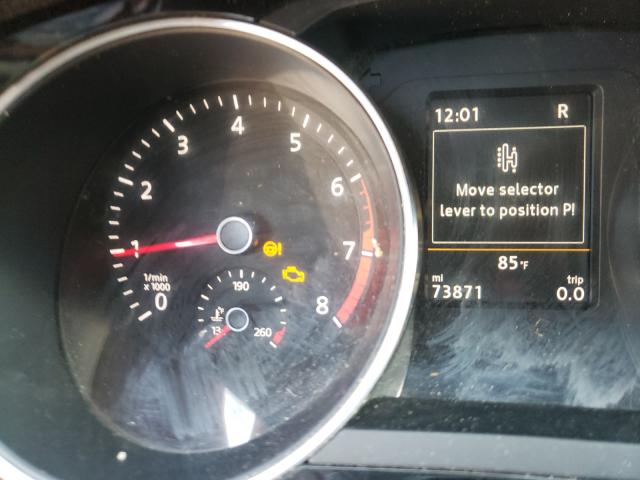 12:01 R
Move selector
lever to position P!
85°F
mi trip
73871 0.0
1 2 3 4 5 6 7 8
1/min
x 1000
0
190
13 260